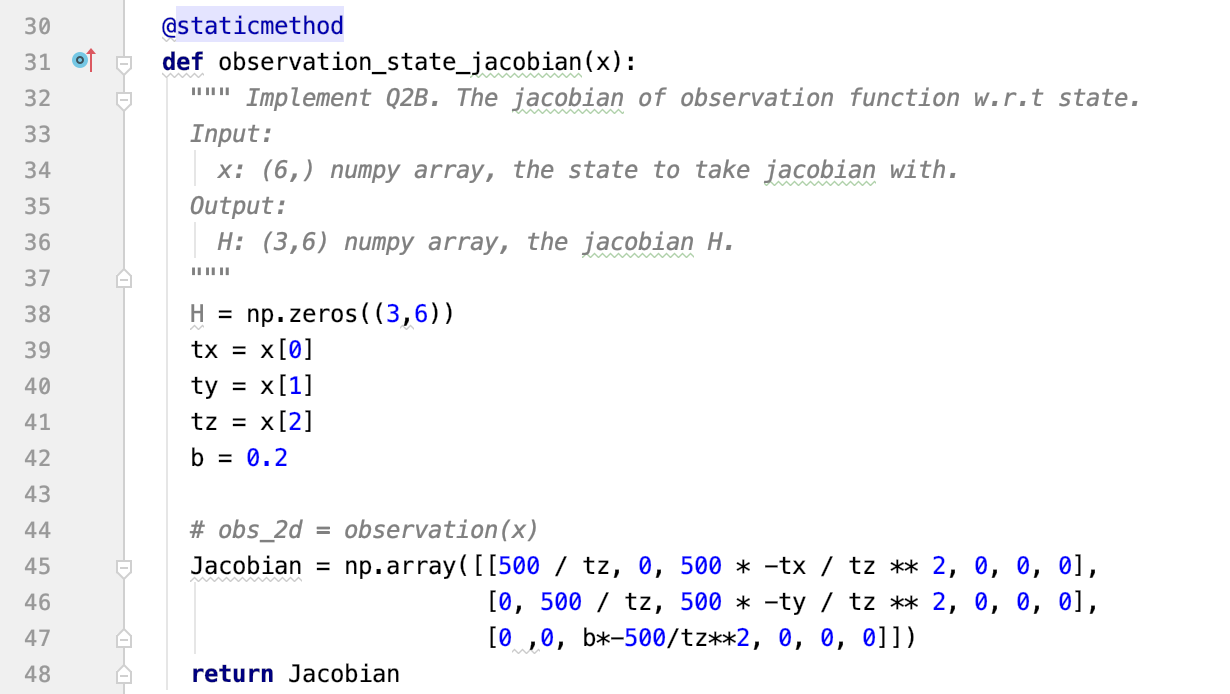 30 @staticmethod
31 def observation_state_jacobian(x):
32 """ Implement Q2B. The jacobian of observation function w.r.t state.
33 Input:
34 x: (6,) numpy array, the state to take jacobian with.
35 Output:
36 H: (3,6) numpy array, the jacobian H.
37 """
38 H = np.zeros((3,6))
39 tx = x[0]
40 ty = x[1]
41 tz = x[2]
42 b = 0.2
43
44 # obs_2d = observation(x)
45 Jacobian = np.array([[500 / tz, 0, 500 * -tx / tz ** 2, 0, 0, 0],
46 [0, 500 / tz, 500 * -ty / tz ** 2, 0, 0, 0],
47 [0 ,0, b*-500/tz**2, 0, 0, 0]])
48 return Jacobian